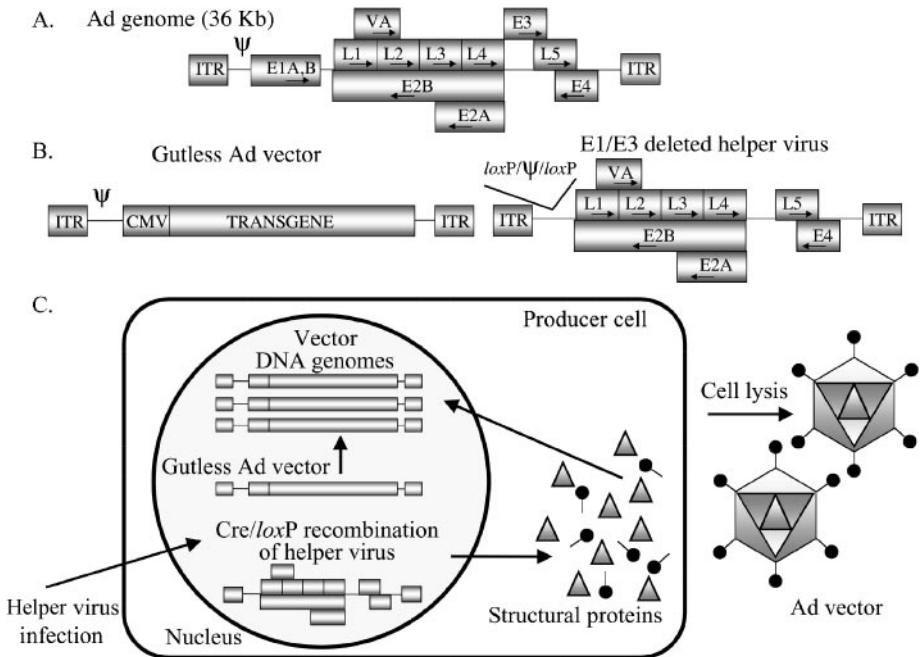 A. Ad genome (36 Kb)
Ψ
VA
E3
L1 L2 L3 L4 L5
ITR E1A,B E2B E4 ITR
E2A
B. Gutless Ad vector
E1/E3 deleted helper virus
loxP/Ψ/loxP
Ψ
VA
ITR CMV TRANSGENE ITR
ITR L1 L2 L3 L4 L5 ITR
E2B E4
E2A
C.
Producer cell
Vector
DNA genomes
Gutless Ad vector
Cre/loxP recombination
of helper virus
Nucleus
Helper virus
infection
Structural proteins
Cell lysis
Ad vector